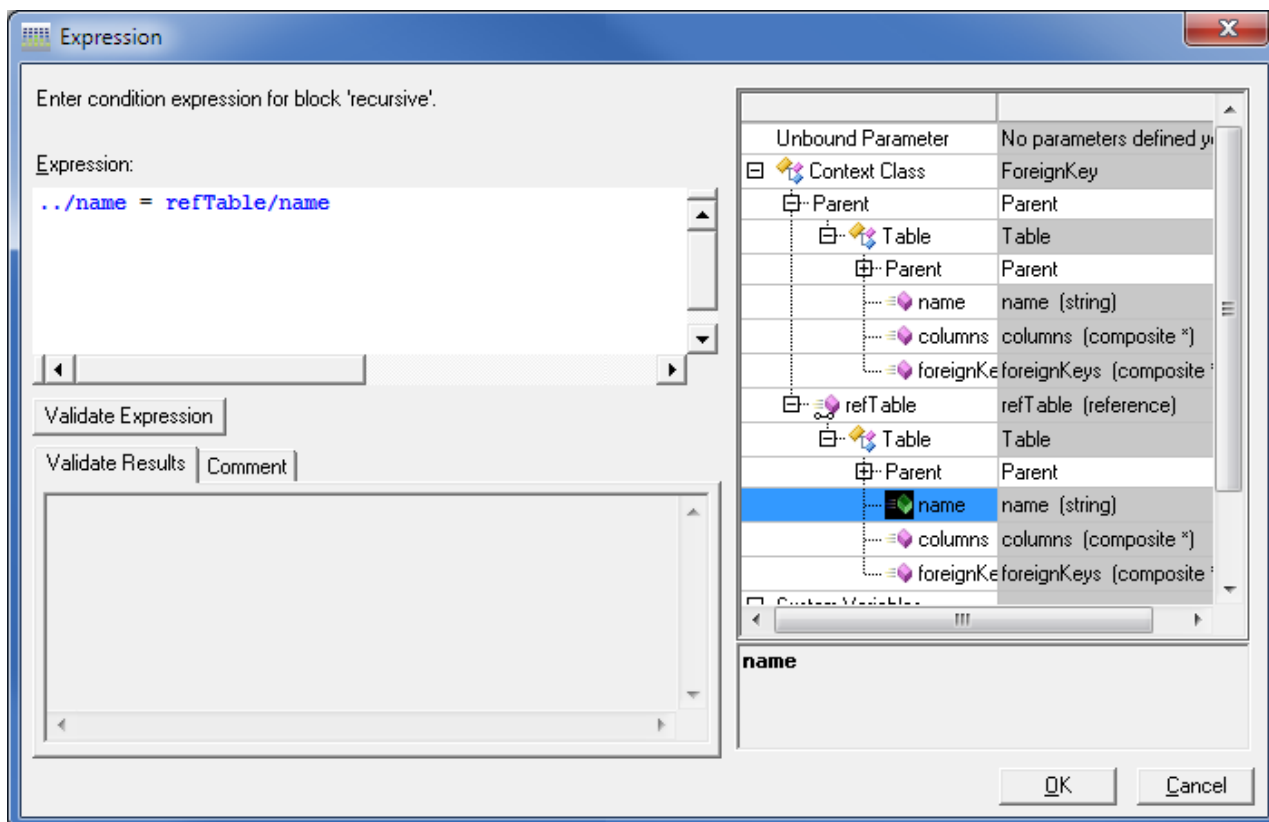 Expression
Enter condition expression for block 'recursive'.
Expression:
../name = refTable/name
Validate Expression
Validate Results Comment
Unbound Parameter No parameters defined y
Context Class ForeignKey
Parent Parent
Table Table
Parent Parent
name name (string)
columns columns (composite *)
foreignKe foreignKeys (composite *
refTable refTable (reference)
Table Table
Parent Parent
name name (string)
columns columns (composite *)
foreignKe foreignKeys (composite *
name
OK Cancel